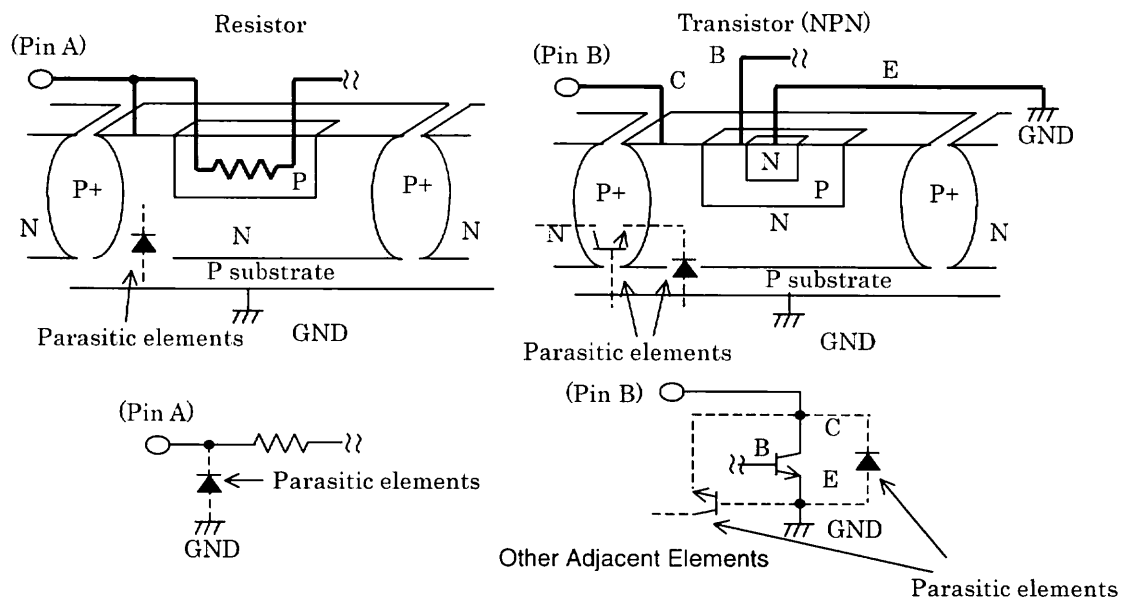 Resistor
(Pin A)
P+
N
P
N
P+
N
P substrate
Parasitic elements
GND
Transistor (NPN)
(Pin B)
C
B
E
GND
N
P+
P
N
P+
N
N
P substrate
Parasitic elements
GND
(Pin A)
Parasitic elements
GND
(Pin B)
C
B
E
GND
Other Adjacent Elements
Parasitic elements